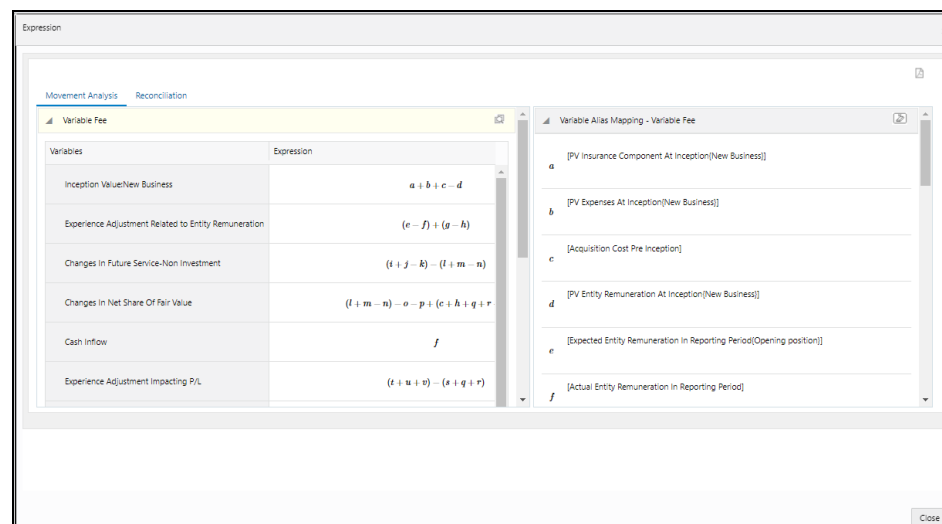 Expression
Movement Analysis Reconciliation
Variable Fee
Variables Expression
Inception Value:New Business a + b + c − d
Experience Adjustment Related to Entity Remuneration (e − f) + (g − h)
Changes In Future Service-Non Investment (i + j − k) − (l + m − n)
Changes In Net Share Of Fair Value (l + m − n) − o − p + (c + h + q + r
Cash Inflow f
Experience Adjustment Impacting P/L (t + u + v) − (s + q + r)
Variable Alias Mapping - Variable Fee
a [PV Insurance Component At Inception(New Business)]
b [PV Expenses At Inception(New Business)]
c [Acquisition Cost Pre Inception]
d [PV Entity Remuneration At Inception(New Business)]
e [Expected Entity Remuneration In Reporting Period(Opening position)]
f [Actual Entity Remuneration In Reporting Period]
Close